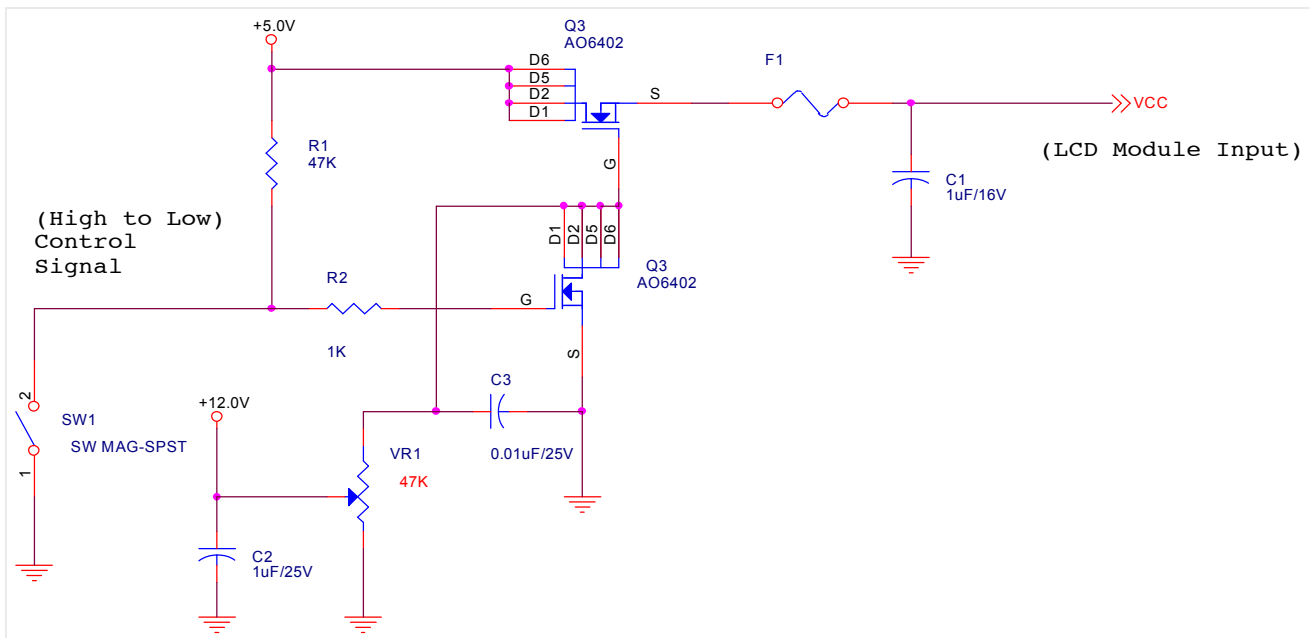 +5.0V
Q3
AO6402
D6
D5
D2
D1
S
G
F1
VCC
(LCD Module Input)
R1
47K
C1
1uF/16V
(High to Low)
Control
Signal
D1
D2
D5
D6
Q3
AO6402
R2
1K
G
S
2
1
SW1
SW MAG-SPST
+12.0V
C3
0.01uF/25V
VR1
47K
C2
1uF/25V